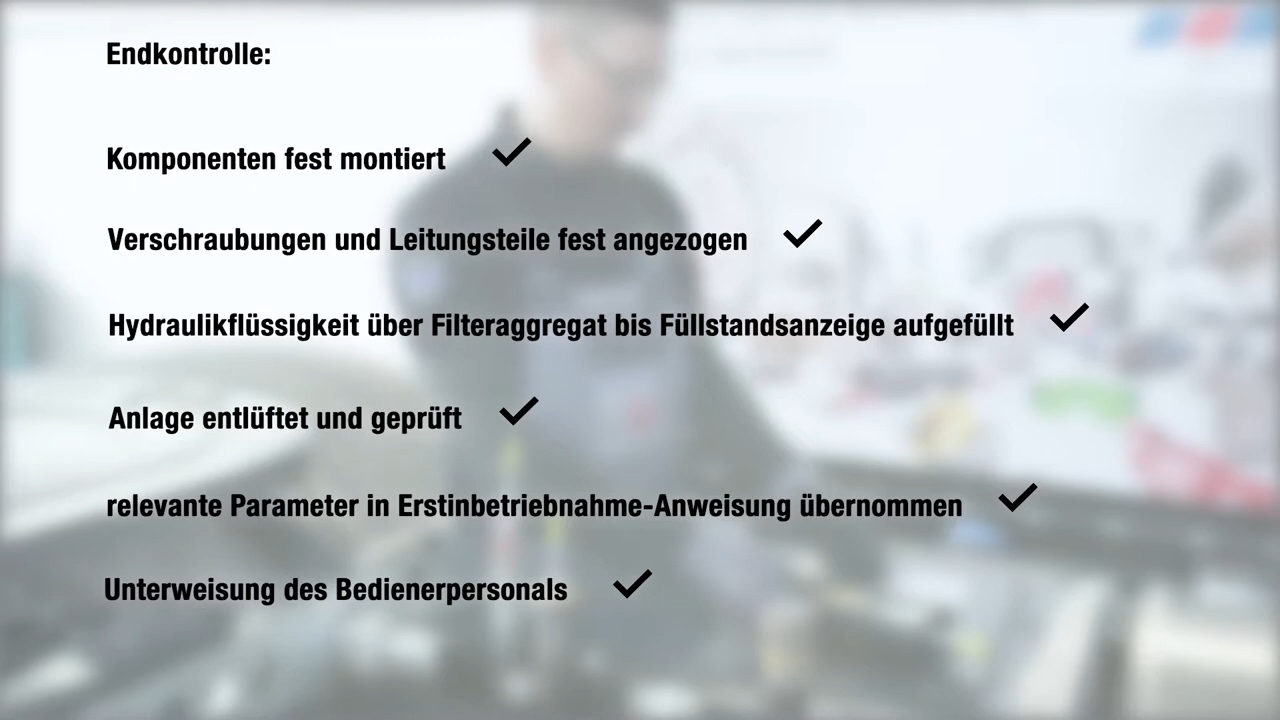 Endkontrolle:
Komponenten fest montiert ✓
Verschraubungen und Leitungsteile fest angezogen ✓
Hydraulikflüssigkeit über Filteraggregat bis Füllstandsanzeige aufgefüllt ✓
Anlage entlüftet und geprüft ✓
relevante Parameter in Erstinbetriebnahme-Anweisung übernommen ✓
Unterweisung des Bedienerpersonals ✓